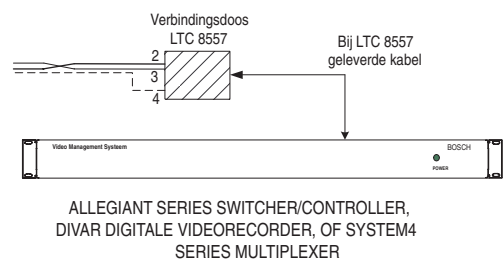 Verbindingsdoos
LTC 8557
Bij LTC 8557
geleverde kabel
2
3
4
Video Management Systeem
BOSCH
POWER
ALLEGIANT SERIES SWITCHER/CONTROLLER,
DIVAR DIGITALE VIDEORECORDER, OF SYSTEM4
SERIES MULTIPLEXER